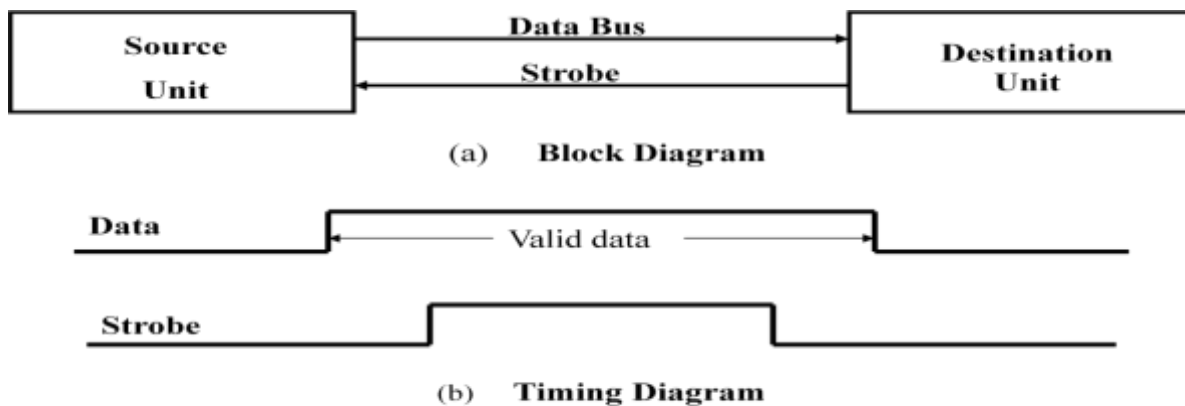 Source
Unit
Data Bus
Strobe
Destination
Unit
(a) Block Diagram
Data
Valid data
Strobe
(b) Timing Diagram